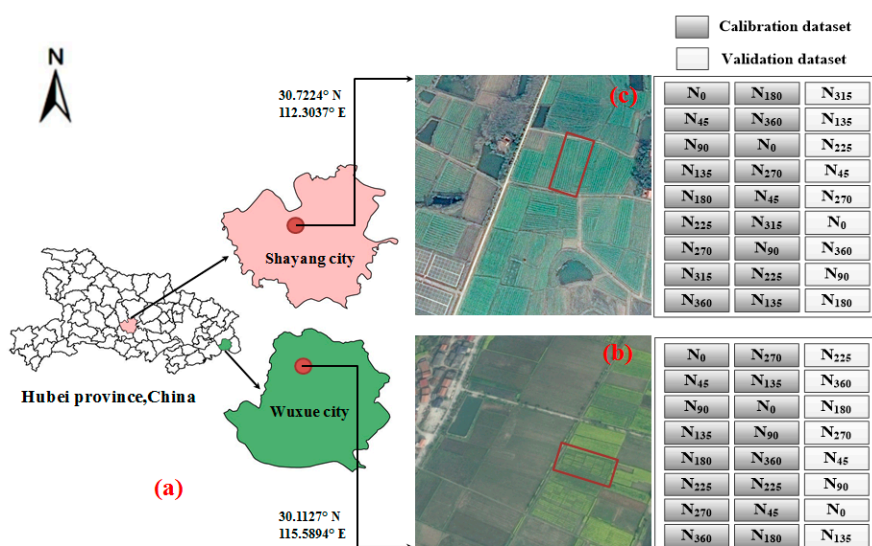 Calibration dataset
Validation dataset
N
30.7224° N
112.3037° E
(c)
N₀ N₁₈₀ N₃₁₅
N₄₅ N₃₆₀ N₁₃₅
N₉₀ N₀ N₂₂₅
N₁₃₅ N₂₇₀ N₄₅
N₁₈₀ N₄₅ N₂₇₀
N₂₂₅ N₃₁₅ N₀
N₂₇₀ N₉₀ N₃₆₀
N₃₁₅ N₂₂₅ N₉₀
N₃₆₀ N₁₃₅ N₁₈₀
Shayang city
Hubei province,China
Wuxue city
(a)
30.1127° N
115.5894° E
(b)
N₀ N₂₇₀ N₂₂₅
N₄₅ N₁₃₅ N₃₆₀
N₉₀ N₀ N₁₈₀
N₁₃₅ N₉₀ N₂₇₀
N₁₈₀ N₃₆₀ N₄₅
N₂₂₅ N₂₂₅ N₉₀
N₂₇₀ N₄₅ N₀
N₃₆₀ N₁₈₀ N₁₃₅